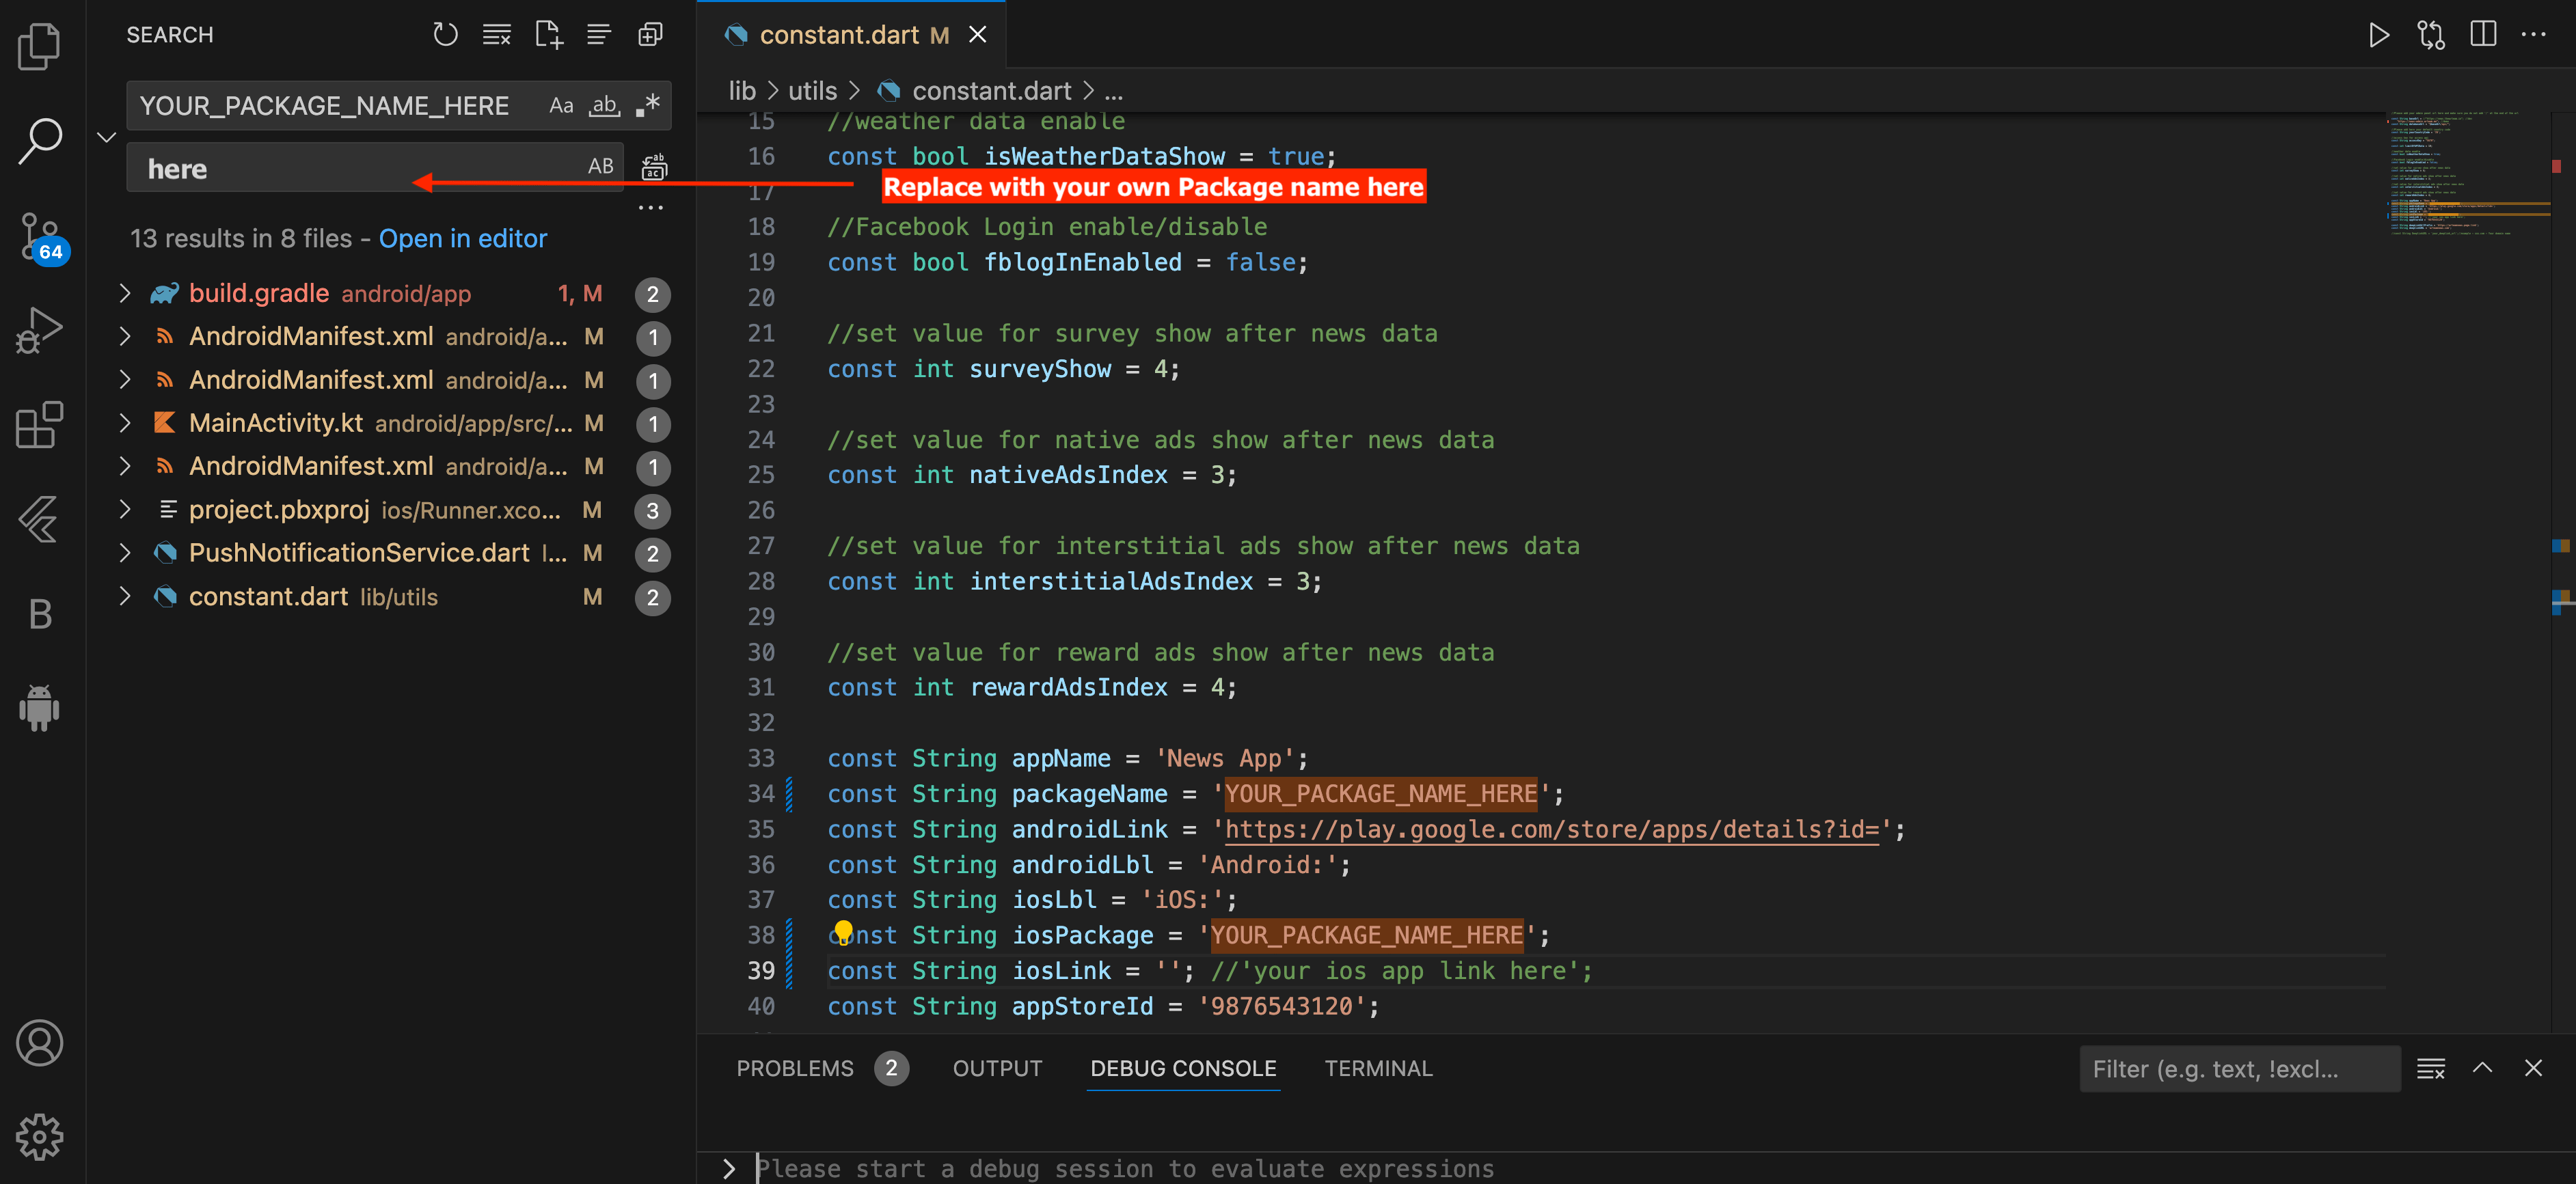 SEARCH
YOUR_PACKAGE_NAME_HERE Aa ab .*
here AB
13 results in 8 files - Open in editor
64
build.gradle android/app 1, M 2
AndroidManifest.xml android/a... M 1
AndroidManifest.xml android/a... M 1
MainActivity.kt android/app/src/... M 1
AndroidManifest.xml android/a... M 1
project.pbxproj ios/Runner.xco... M 3
PushNotificationService.dart l... M 2
constant.dart lib/utils M 2
B
constant.dart M
lib > utils > constant.dart > ...
15 //weather data enable
16 const bool isWeatherDataShow = true;
17
Replace with your own Package name here
18 //Facebook Login enable/disable
19 const bool fblogInEnabled = false;
20
21 //set value for survey show after news data
22 const int surveyShow = 4;
23
24 //set value for native ads show after news data
25 const int nativeAdsIndex = 3;
26
27 //set value for interstitial ads show after news data
28 const int interstitialAdsIndex = 3;
29
30 //set value for reward ads show after news data
31 const int rewardAdsIndex = 4;
32
33 const String appName = 'News App';
34 const String packageName = 'YOUR_PACKAGE_NAME_HERE';
35 const String androidLink = 'https://play.google.com/store/apps/details?id=';
36 const String androidLbl = 'Android:';
37 const String iosLbl = 'iOS:';
38 const String iosPackage = 'YOUR_PACKAGE_NAME_HERE';
39 const String iosLink = ''; //'your ios app link here';
40 const String appStoreId = '9876543120';
PROBLEMS 2 OUTPUT DEBUG CONSOLE TERMINAL Filter (e.g. text, !excl...
Please start a debug session to evaluate expressions